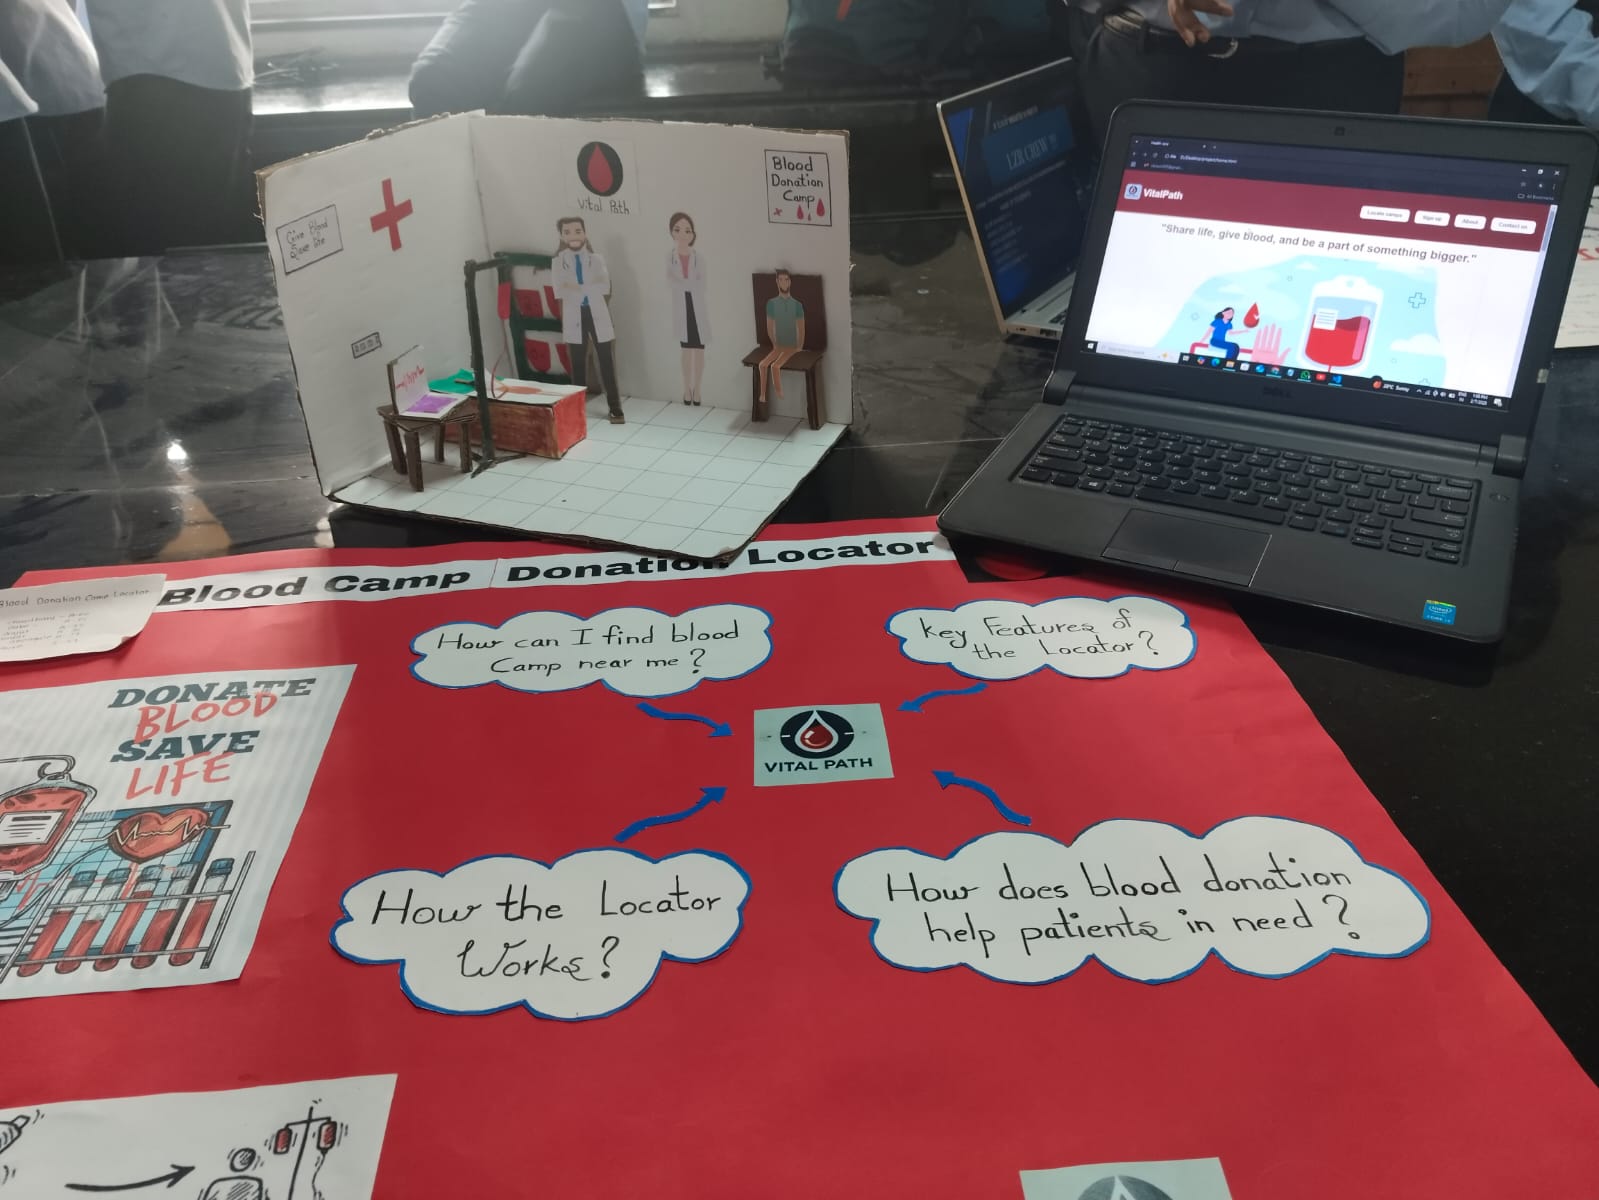 Give Blood
Save life
Vital Path
Blood
Donation
Camp
LZR CREW
VitalPath
Locate camps
Sign up
About
Contact us
"Share life, give blood, and be a part of something bigger."
DELL
Blood Camp Donation Locator
Blood Donation Camp Locator
How can I find blood
Camp near me?
Key Features of
the Locator?
DONATE
BLOOD
SAVE
LIFE
VITAL PATH
How the Locator
Works?
How does blood donation
help patients in need?